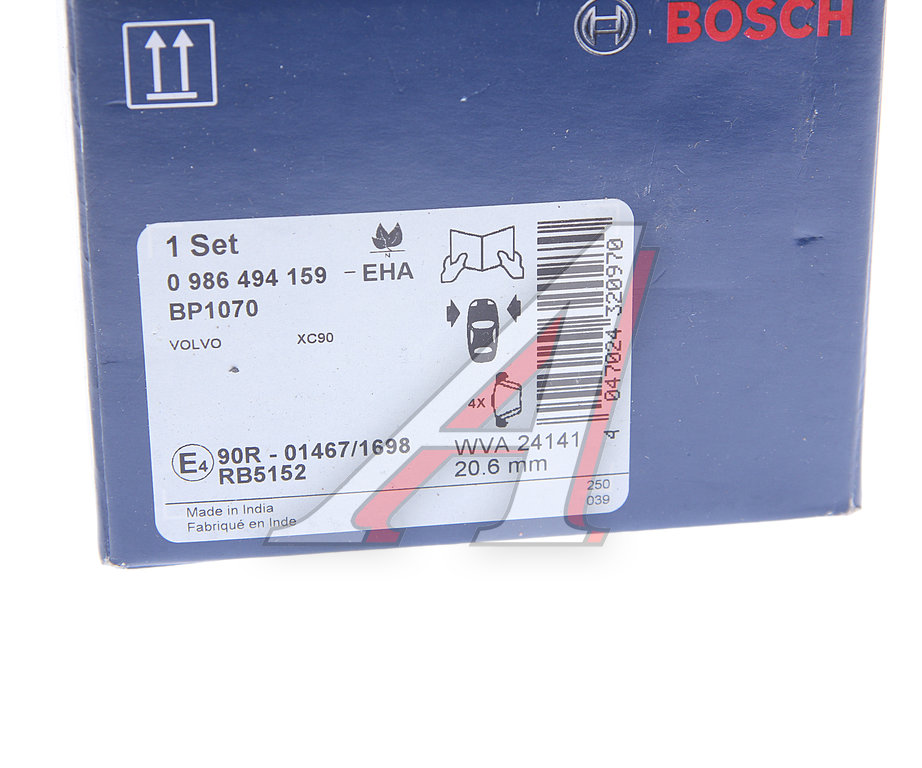 BOSCH
1 Set
0 986 494 159 - EHA
N
BP1070
VOLVO XC90
4X
4 047024 320970
E4 90R - 01467/1698
RB5152
WVA 24141
20.6 mm
Made in India
Fabriqué en Inde
250
039